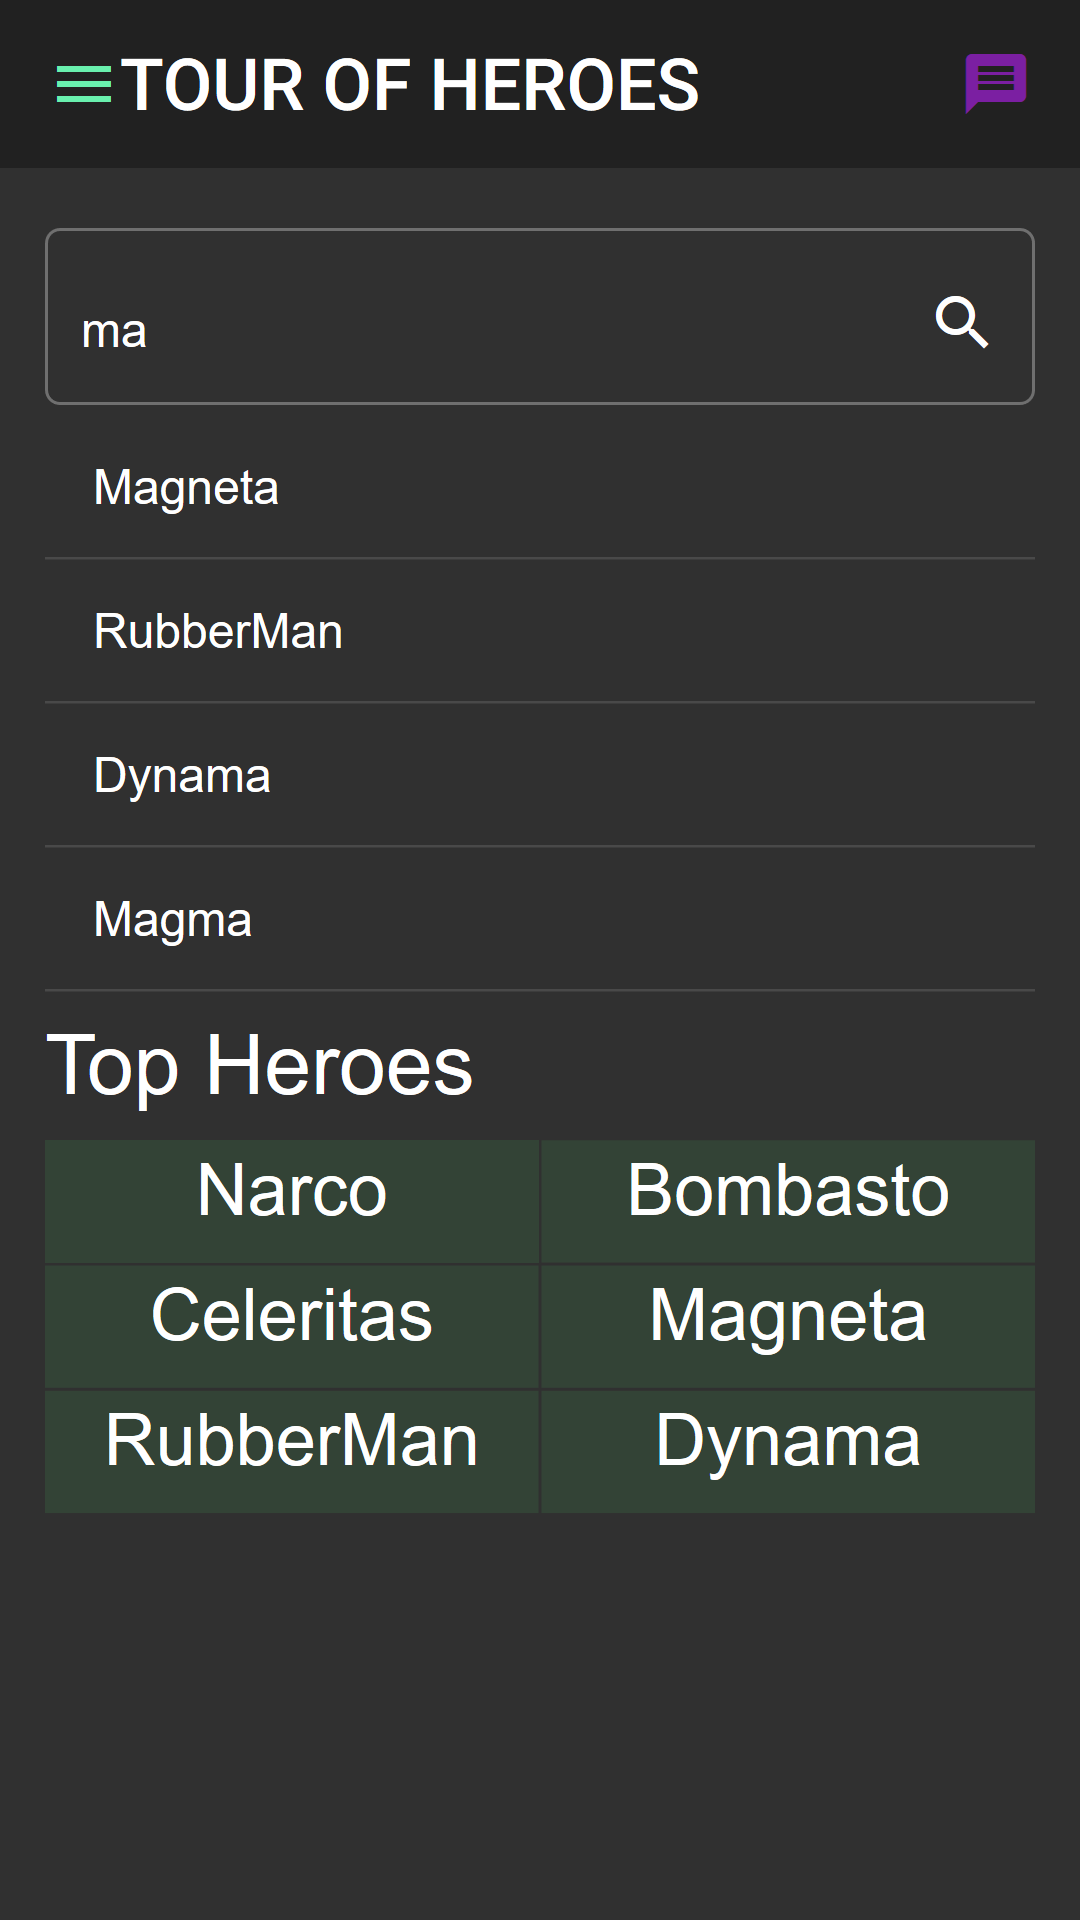 TOUR OF HEROES
ma
Magneta
RubberMan
Dynama
Magma
Top Heroes
Narco Bombasto
Celeritas Magneta
RubberMan Dynama